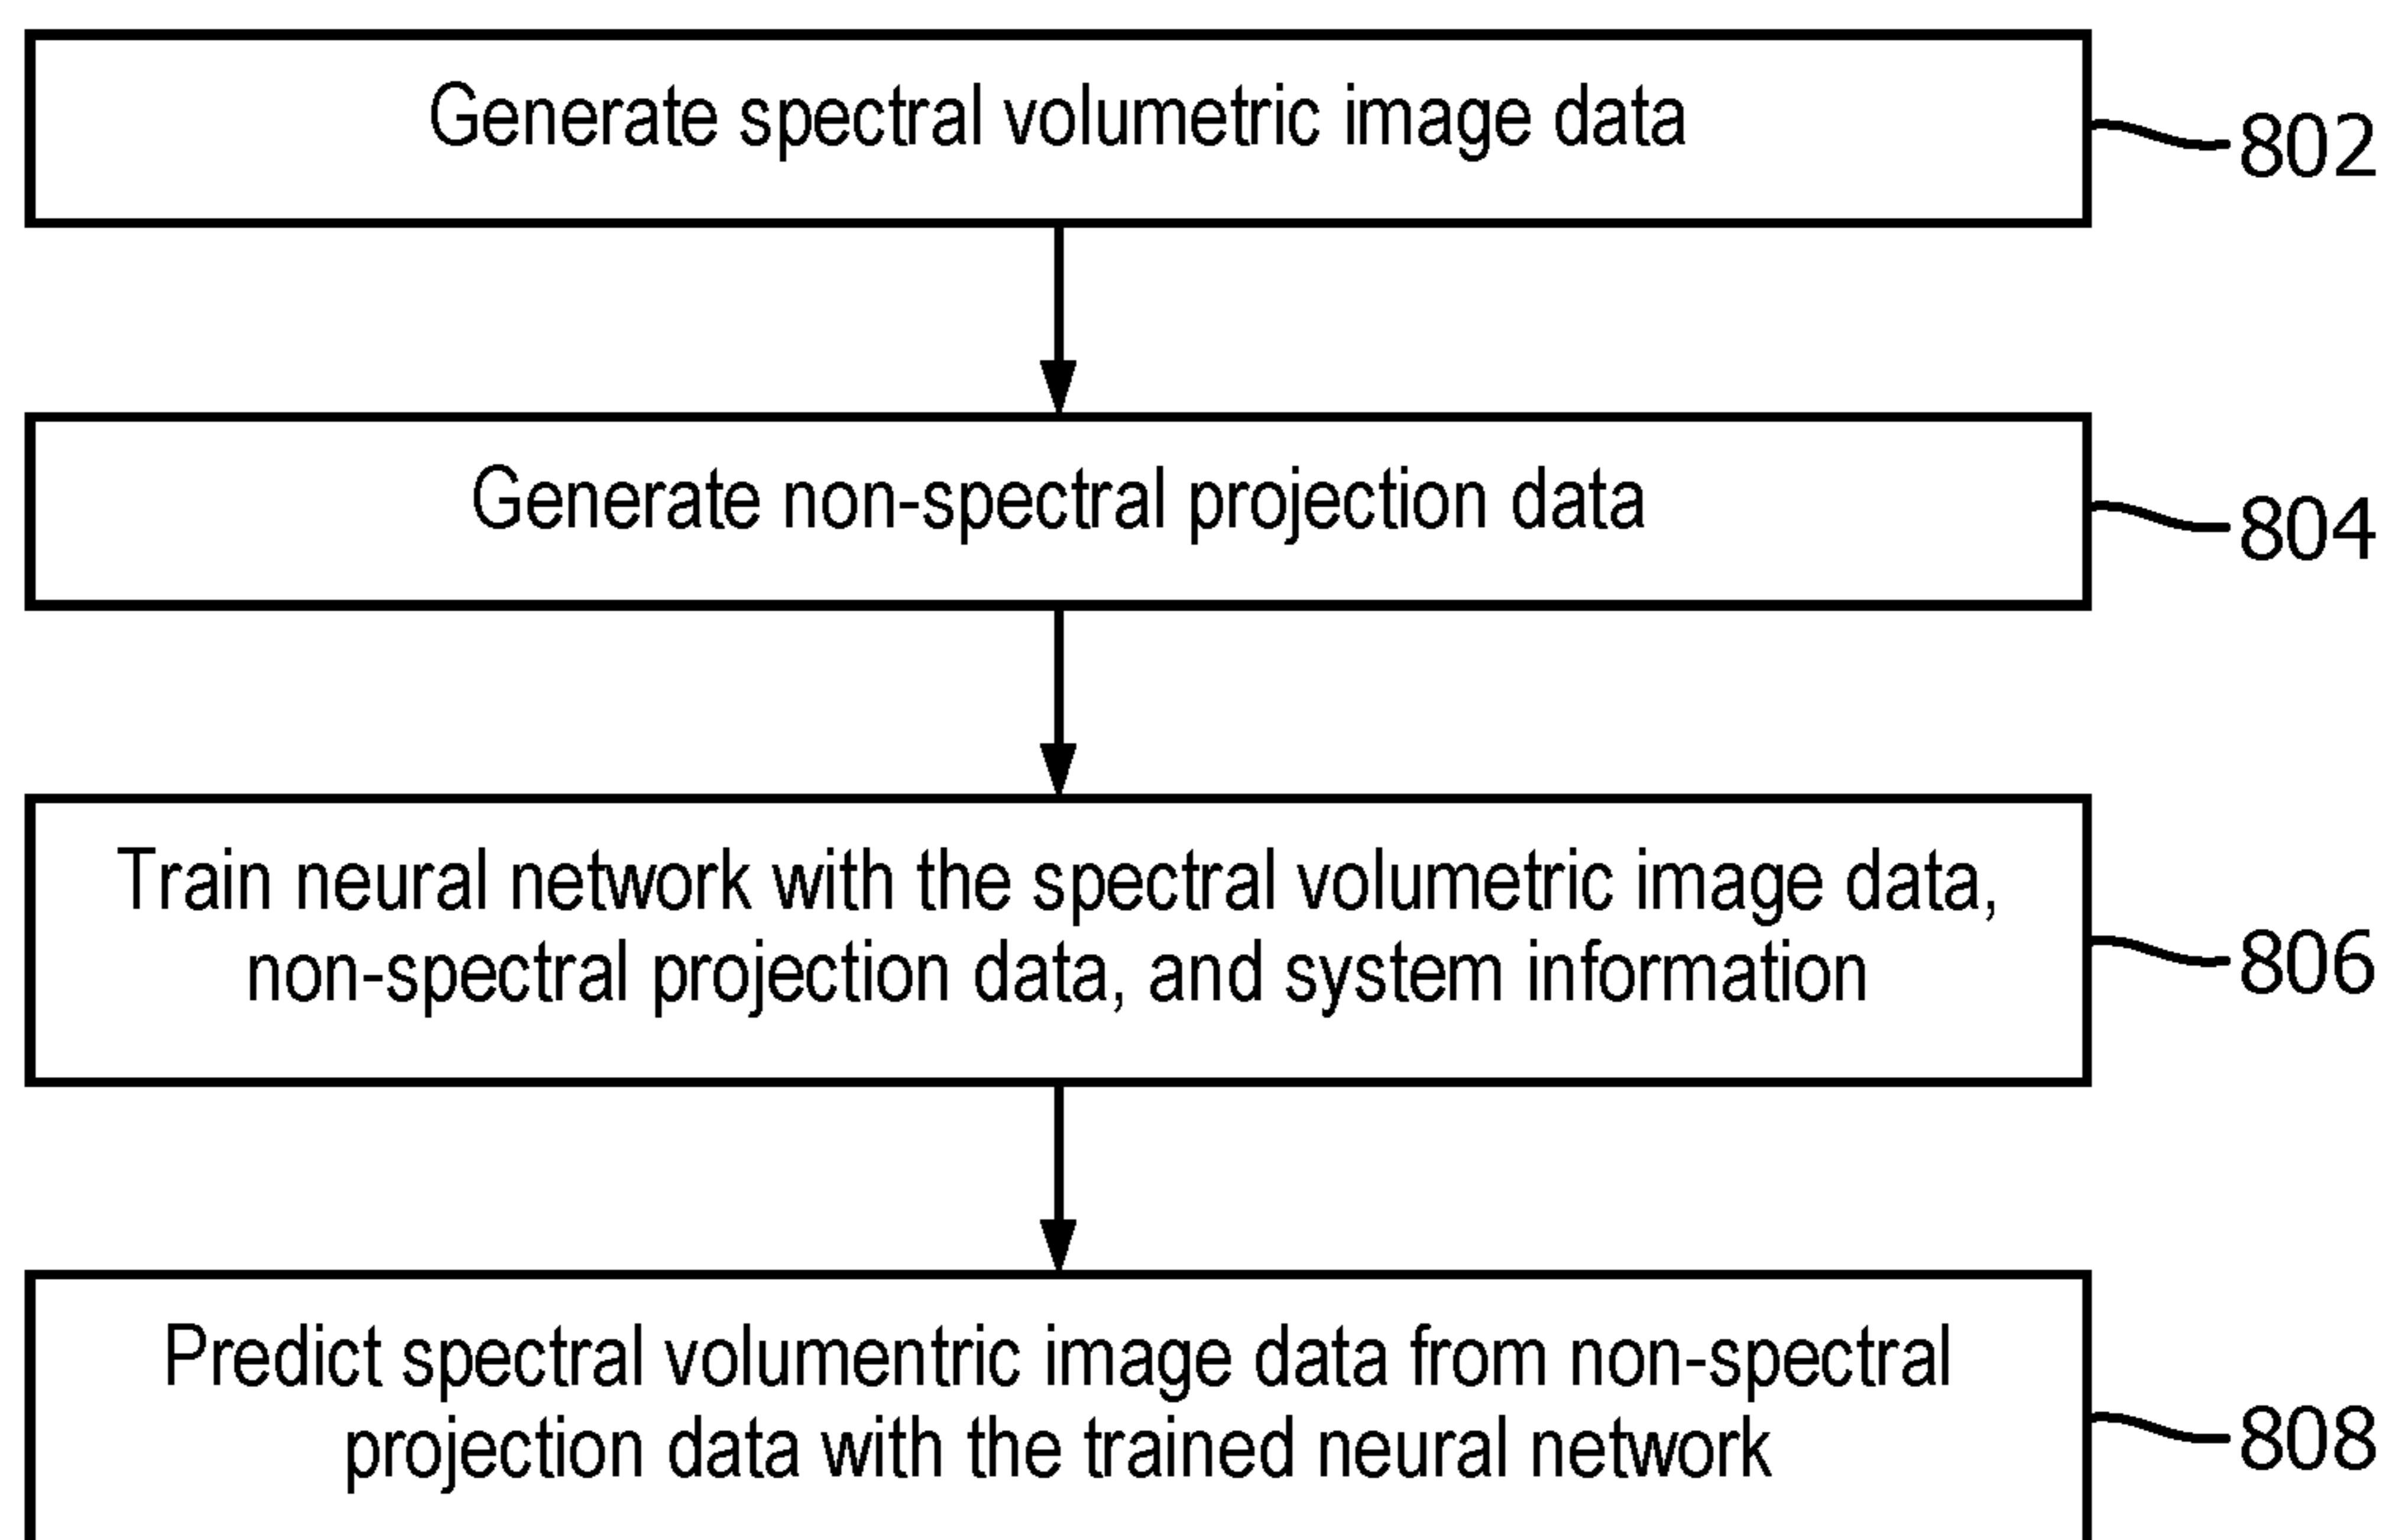 Generate spectral volumetric image data
802
Generate non-spectral projection data
804
Train neural network with the spectral volumetric image data,
non-spectral projection data, and system information
806
Predict spectral volumentric image data from non-spectral
projection data with the trained neural network
808